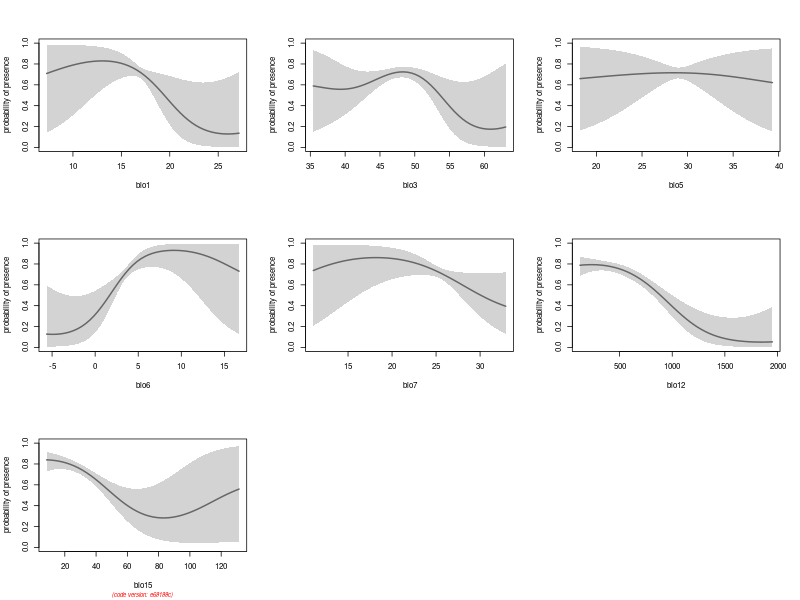 probability of presence
0.0 0.2 0.4 0.6 0.8 1.0
10 15 20 25
bio1
probability of presence
0.0 0.2 0.4 0.6 0.8 1.0
35 40 45 50 55 60
bio3
probability of presence
0.0 0.2 0.4 0.6 0.8 1.0
20 25 30 35 40
bio5
probability of presence
0.0 0.2 0.4 0.6 0.8 1.0
-5 0 5 10 15
bio6
probability of presence
0.0 0.2 0.4 0.6 0.8 1.0
15 20 25 30
bio7
probability of presence
0.0 0.2 0.4 0.6 0.8 1.0
500 1000 1500 2000
bio12
probability of presence
0.0 0.2 0.4 0.6 0.8 1.0
20 40 60 80 100 120
bio15
(code version: